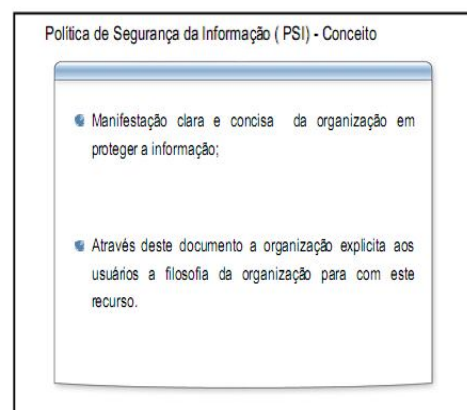 Política de Segurança da Informação ( PSI) - Conceito
Manifestação clara e concisa da organização em
proteger a informação;
Através deste documento a organização explicita aos
usuários a filosofia da organização para com este
recurso.